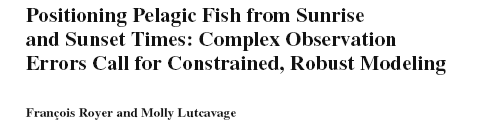 Positioning Pelagic Fish from Sunrise
and Sunset Times: Complex Observation
Errors Call for Constrained, Robust Modeling
François Royer and Molly Lutcavage